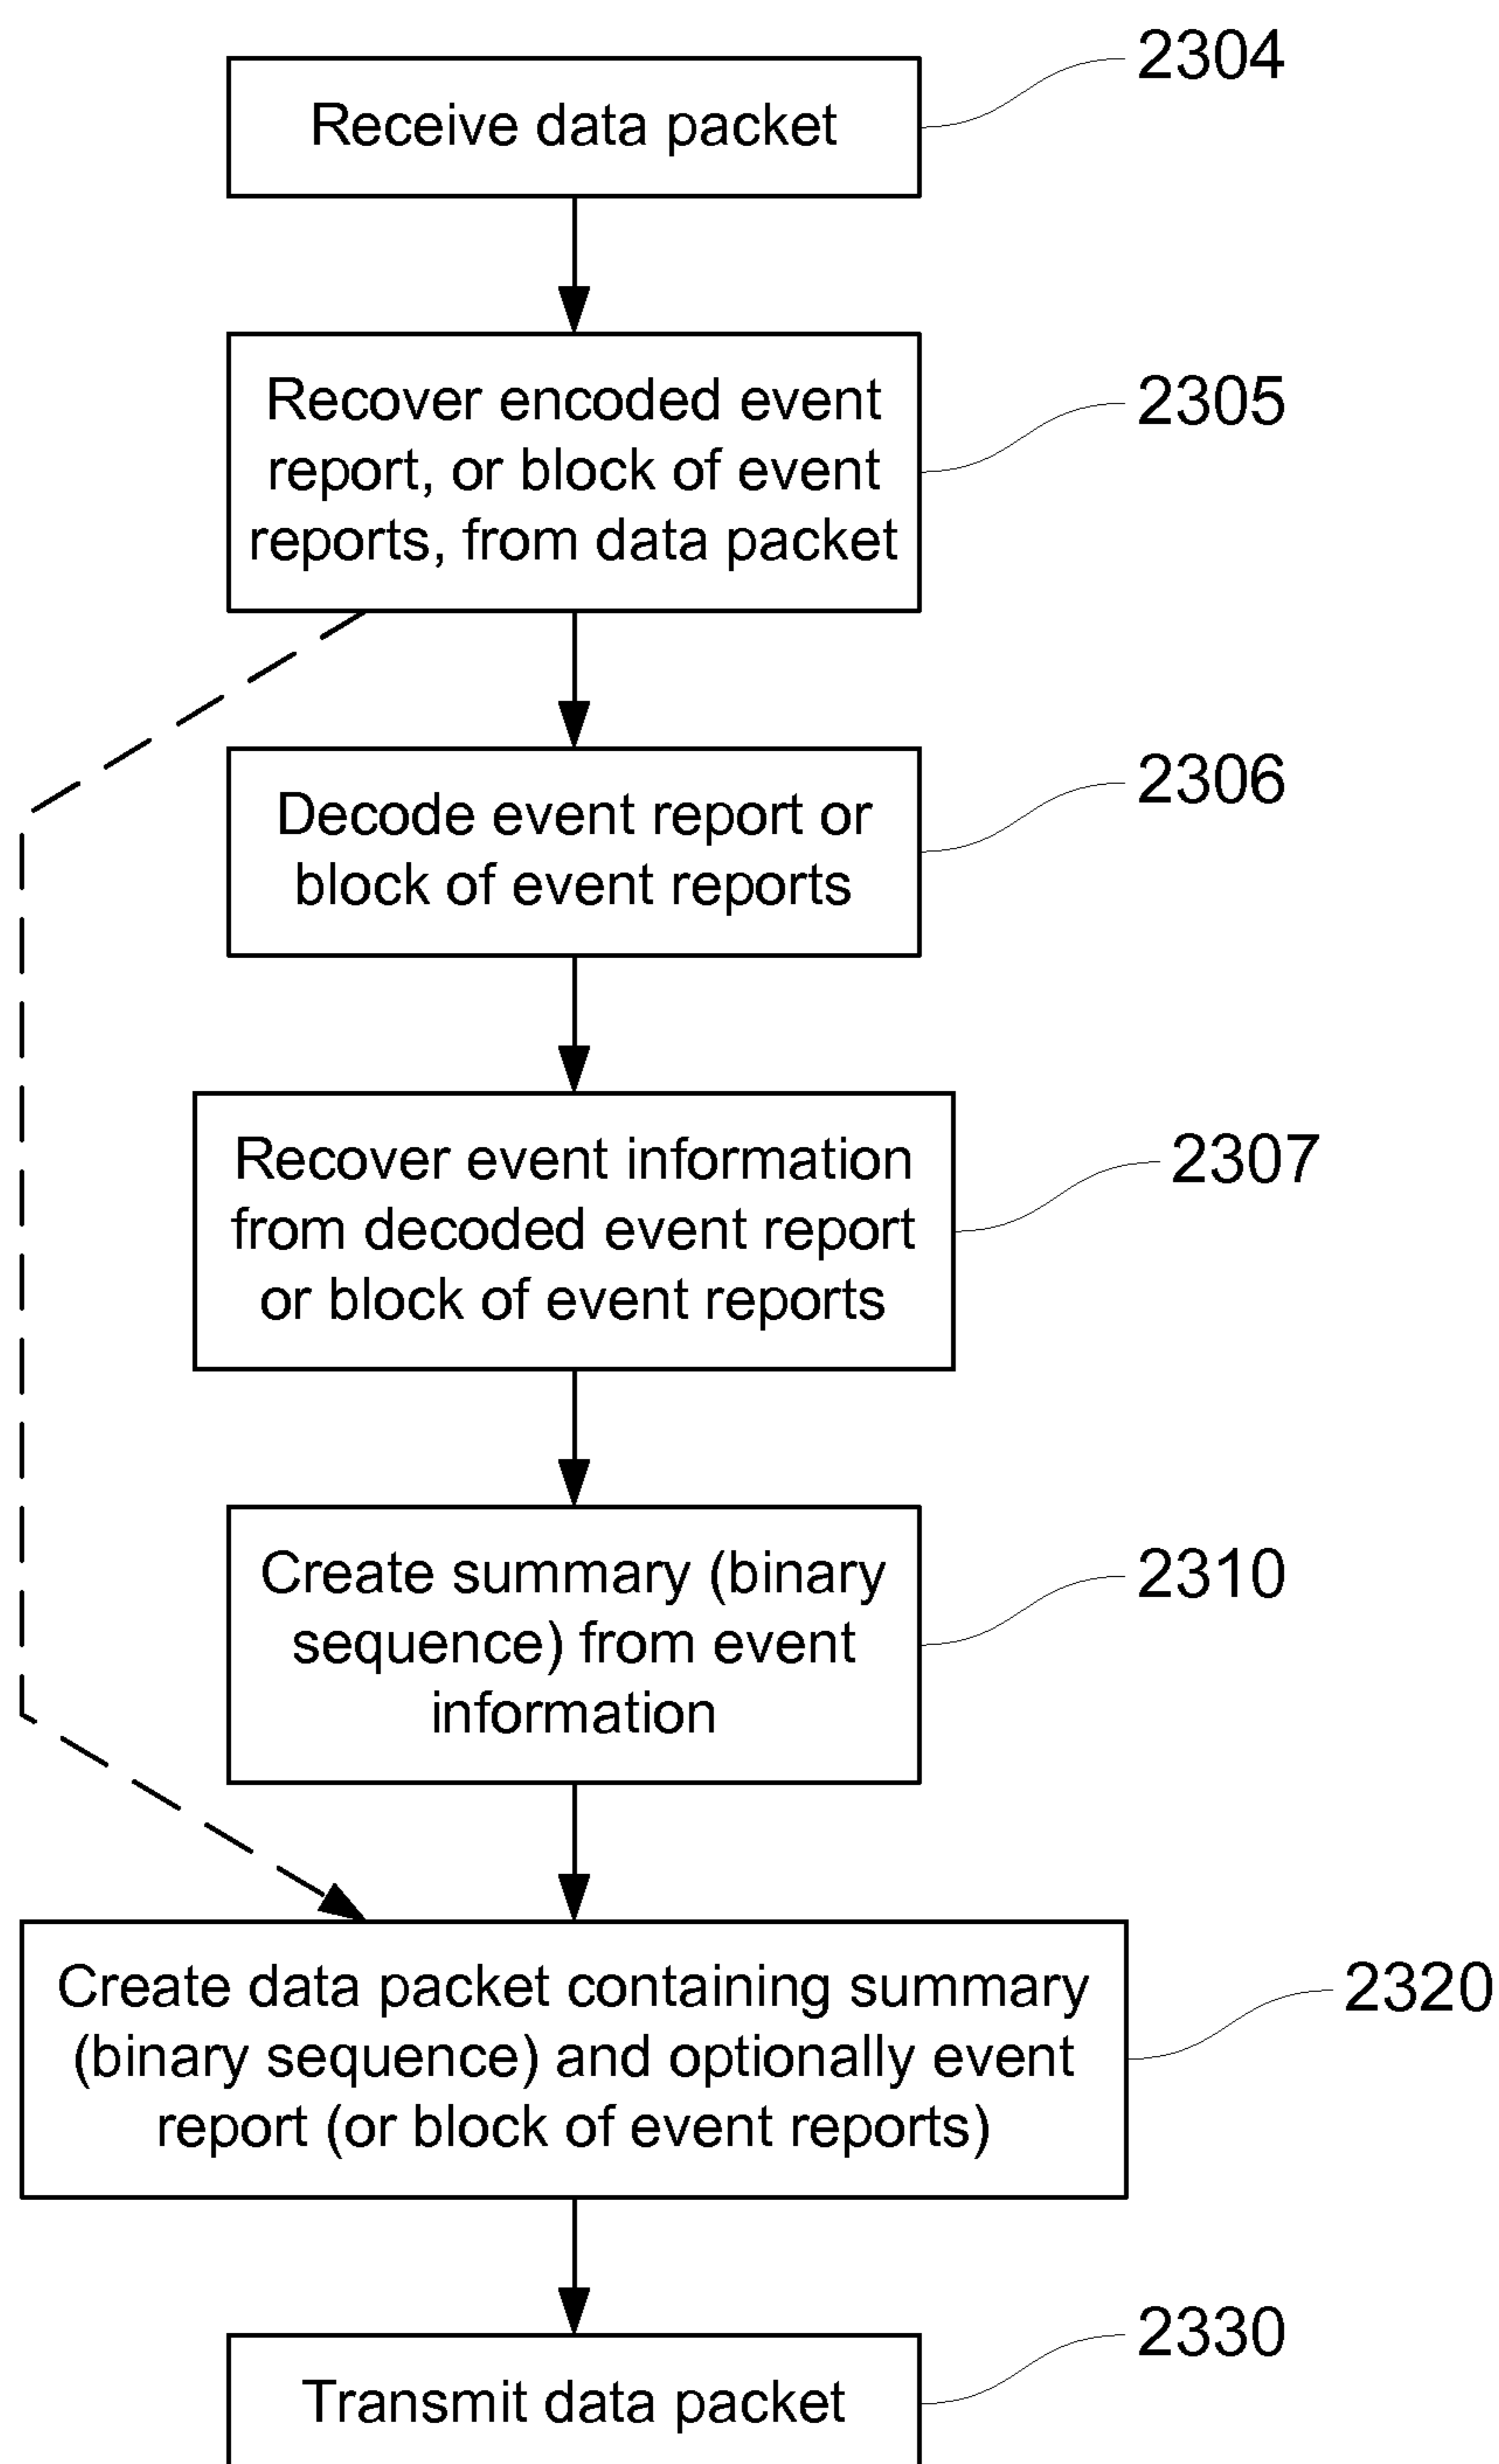 2304
Receive data packet
2305
Recover encoded event
report, or block of event
reports, from data packet
2306
Decode event report or
block of event reports
2307
Recover event information
from decoded event report
or block of event reports
2310
Create summary (binary
sequence) from event
information
2320
Create data packet containing summary
(binary sequence) and optionally event
report (or block of event reports)
2330
Transmit data packet